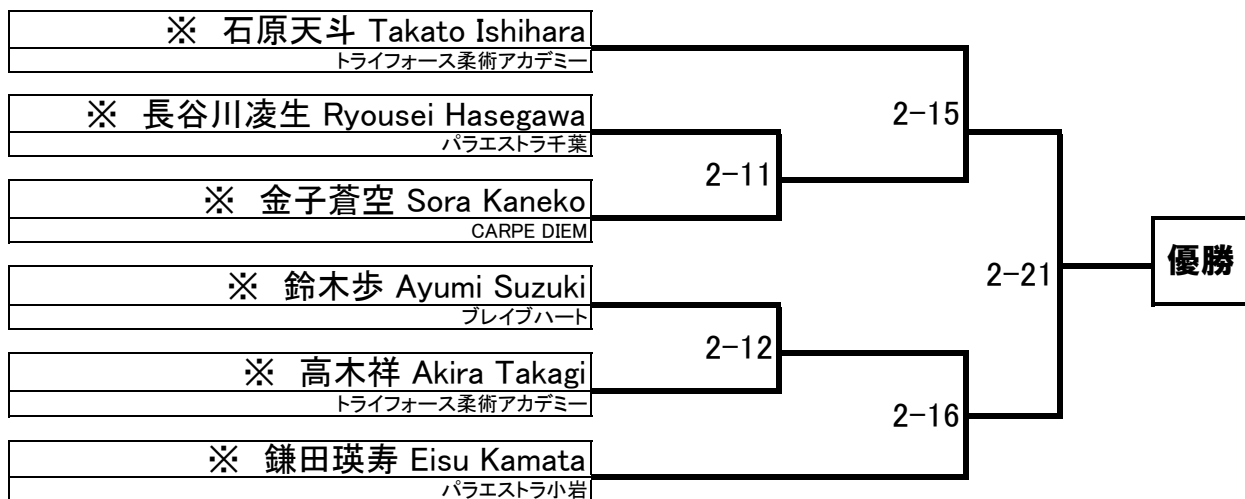 ※ 石原天斗 Takato Ishihara
トライフォース柔術アカデミー
※ 長谷川凌生 Ryousei Hasegawa
パラエストラ千葉
※ 金子蒼空 Sora Kaneko
CARPE DIEM
※ 鈴木歩 Ayumi Suzuki
ブレイブハート
※ 高木祥 Akira Takagi
トライフォース柔術アカデミー
※ 鎌田瑛寿 Eisu Kamata
パラエストラ小岩
2-11
2-12
2-15
2-16
2-21
優勝